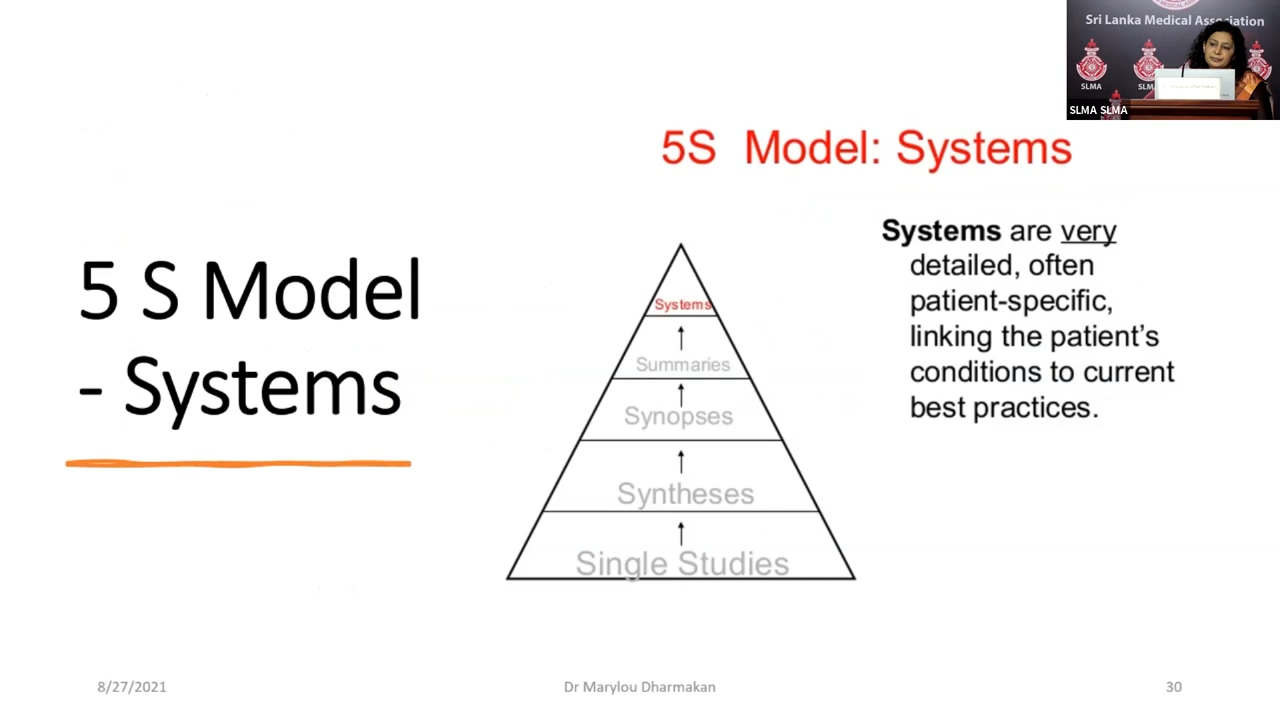 Sri Lanka Medical Association
SLMA
SLMA SLMA
5S Model: Systems
5 S Model
- Systems
Systems are very
detailed, often
patient-specific,
linking the patient's
conditions to current
best practices.
Systems
Summaries
Synopses
Syntheses
Single Studies
8/27/2021
Dr Marylou Dharmakan
30